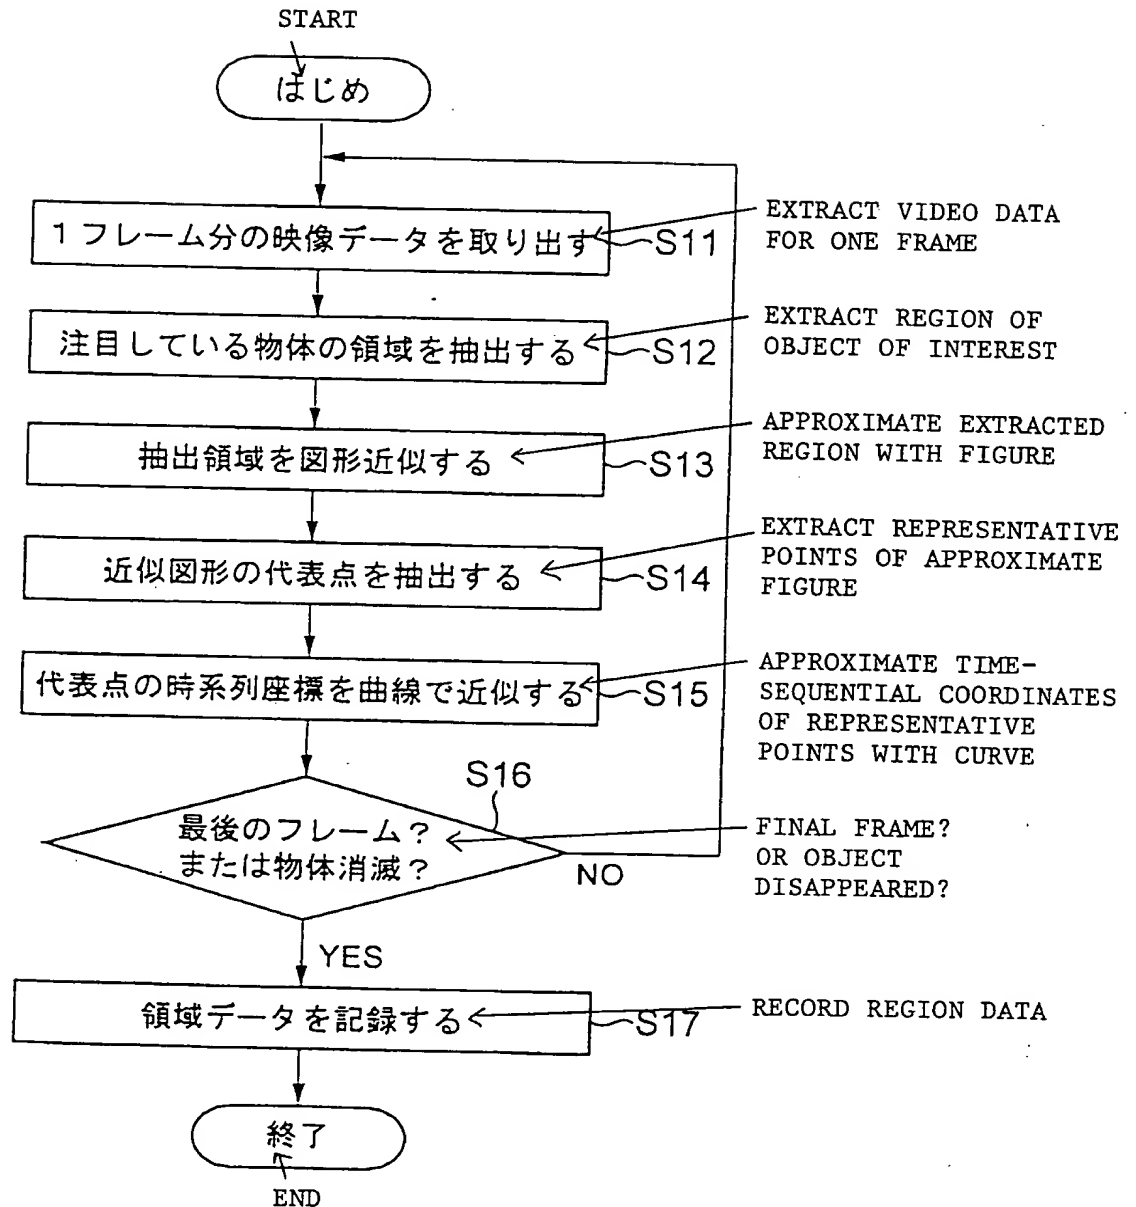 START
はじめ
1フレーム分の映像データを取り出す
S11
EXTRACT VIDEO DATA
FOR ONE FRAME
注目している物体の領域を抽出する
S12
EXTRACT REGION OF
OBJECT OF INTEREST
抽出領域を図形近似する
S13
APPROXIMATE EXTRACTED
REGION WITH FIGURE
近似図形の代表点を抽出する
S14
EXTRACT REPRESENTATIVE
POINTS OF APPROXIMATE
FIGURE
代表点の時系列座標を曲線で近似する
S15
APPROXIMATE TIME-
SEQUENTIAL COORDINATES
OF REPRESENTATIVE
POINTS WITH CURVE
S16
最後のフレーム？
または物体消滅？
NO
FINAL FRAME?
OR OBJECT
DISAPPEARED?
YES
領域データを記録する
S17
RECORD REGION DATA
終了
END